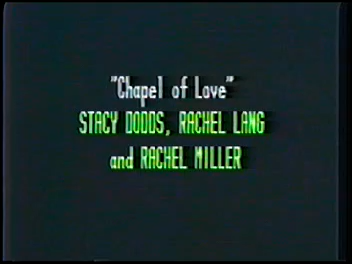 "Chapel of Love"
STACY DODDS, RACHEL LANG
and RACHEL MILLER